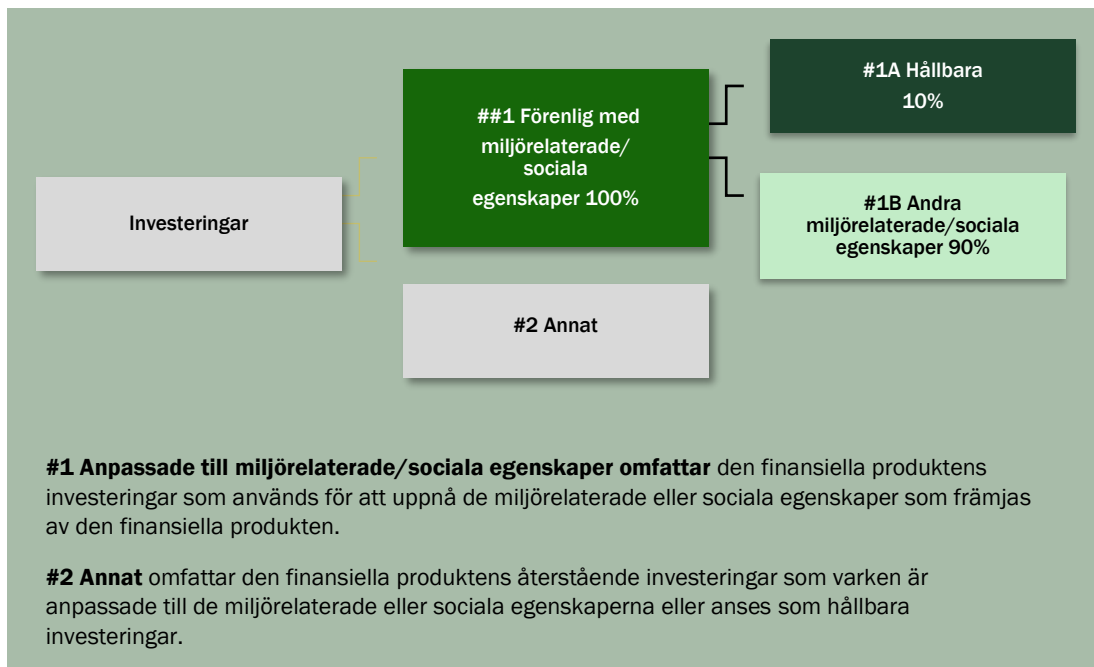 #1A Hållbara
10%
##1 Förenlig med
miljörelaterade/
sociala
egenskaper 100%
#1B Andra
miljörelaterade/sociala
egenskaper 90%
Investeringar
#2 Annat
#1 Anpassade till miljörelaterade/sociala egenskaper omfattar den finansiella produktens
investeringar som används för att uppnå de miljörelaterade eller sociala egenskaper som främjas
av den finansiella produkten.
#2 Annat omfattar den finansiella produktens återstående investeringar som varken är
anpassade till de miljörelaterade eller sociala egenskaperna eller anses som hållbara
investeringar.